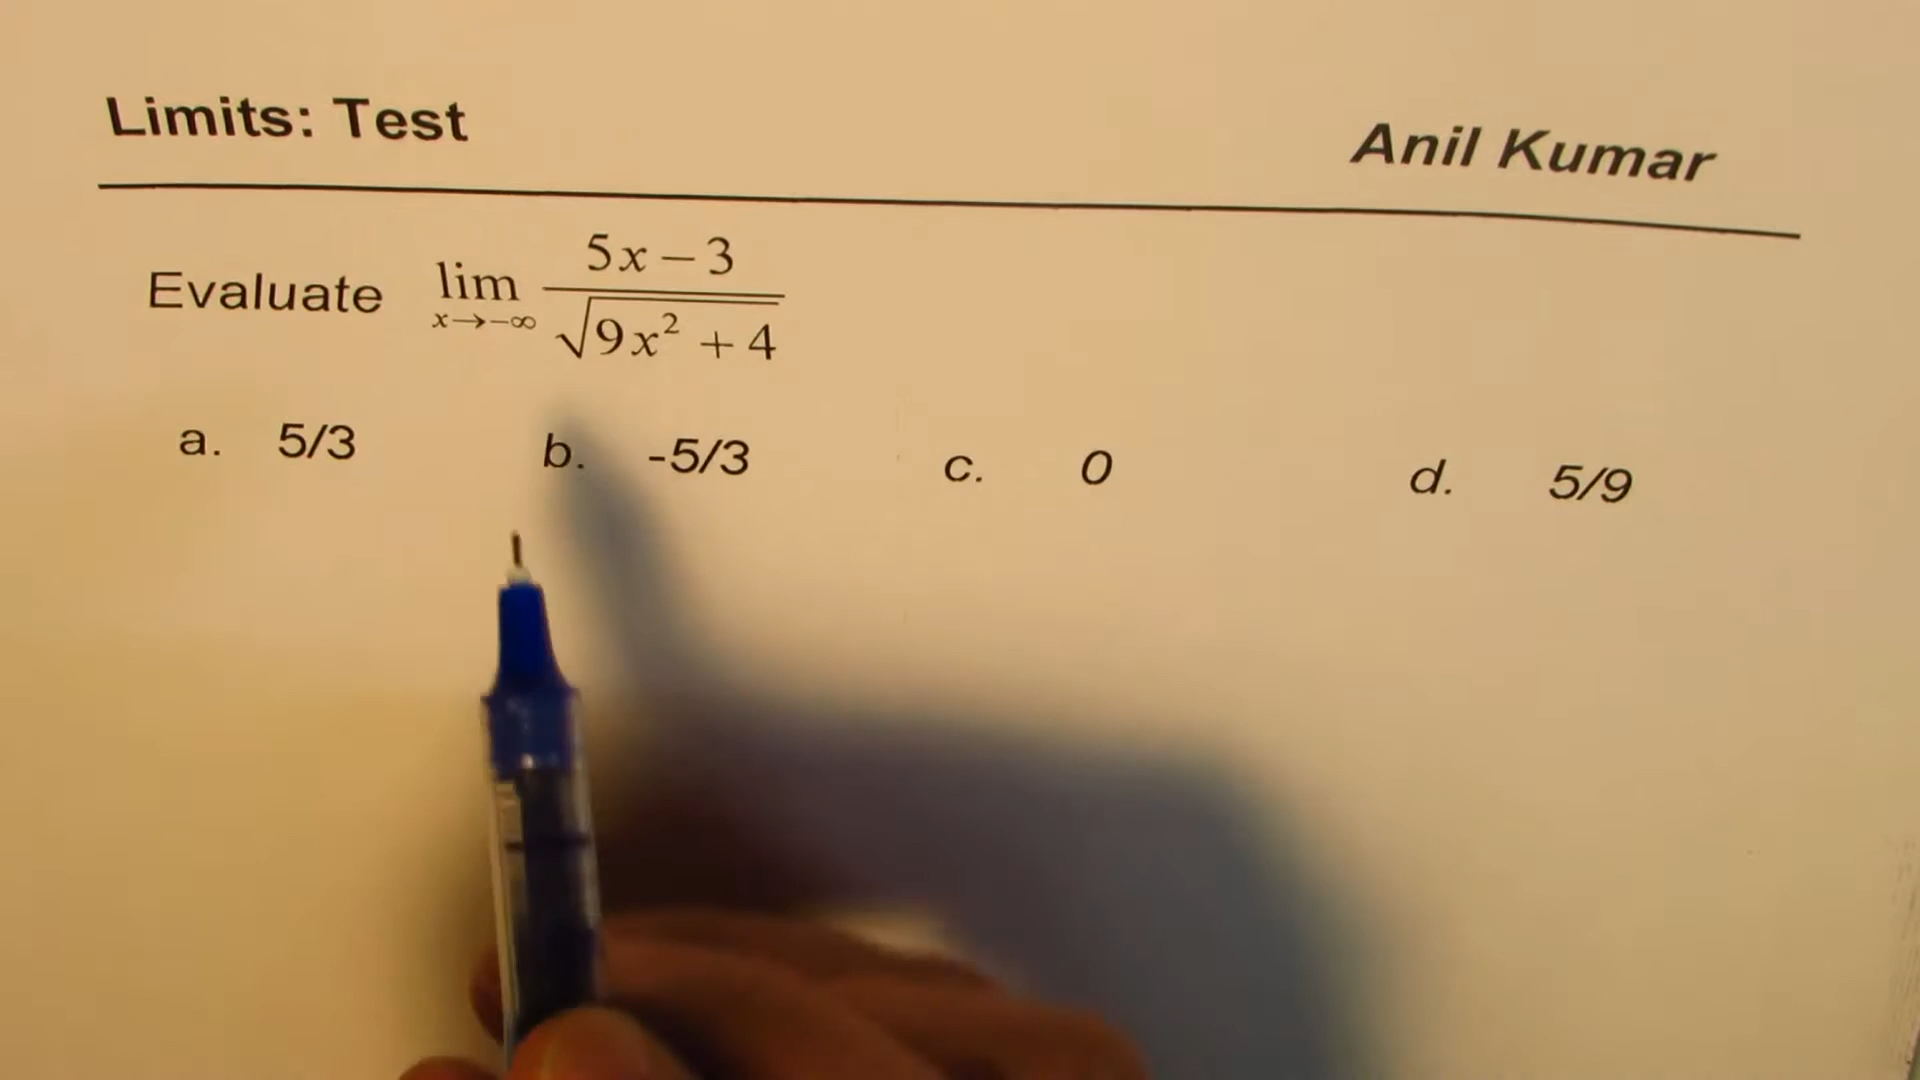 Limits: Test
Anil Kumar
Evaluate lim x→−∞ 5x − 3 / √9x² + 4
a. 5/3 b. -5/3 c. 0 d. 5/9